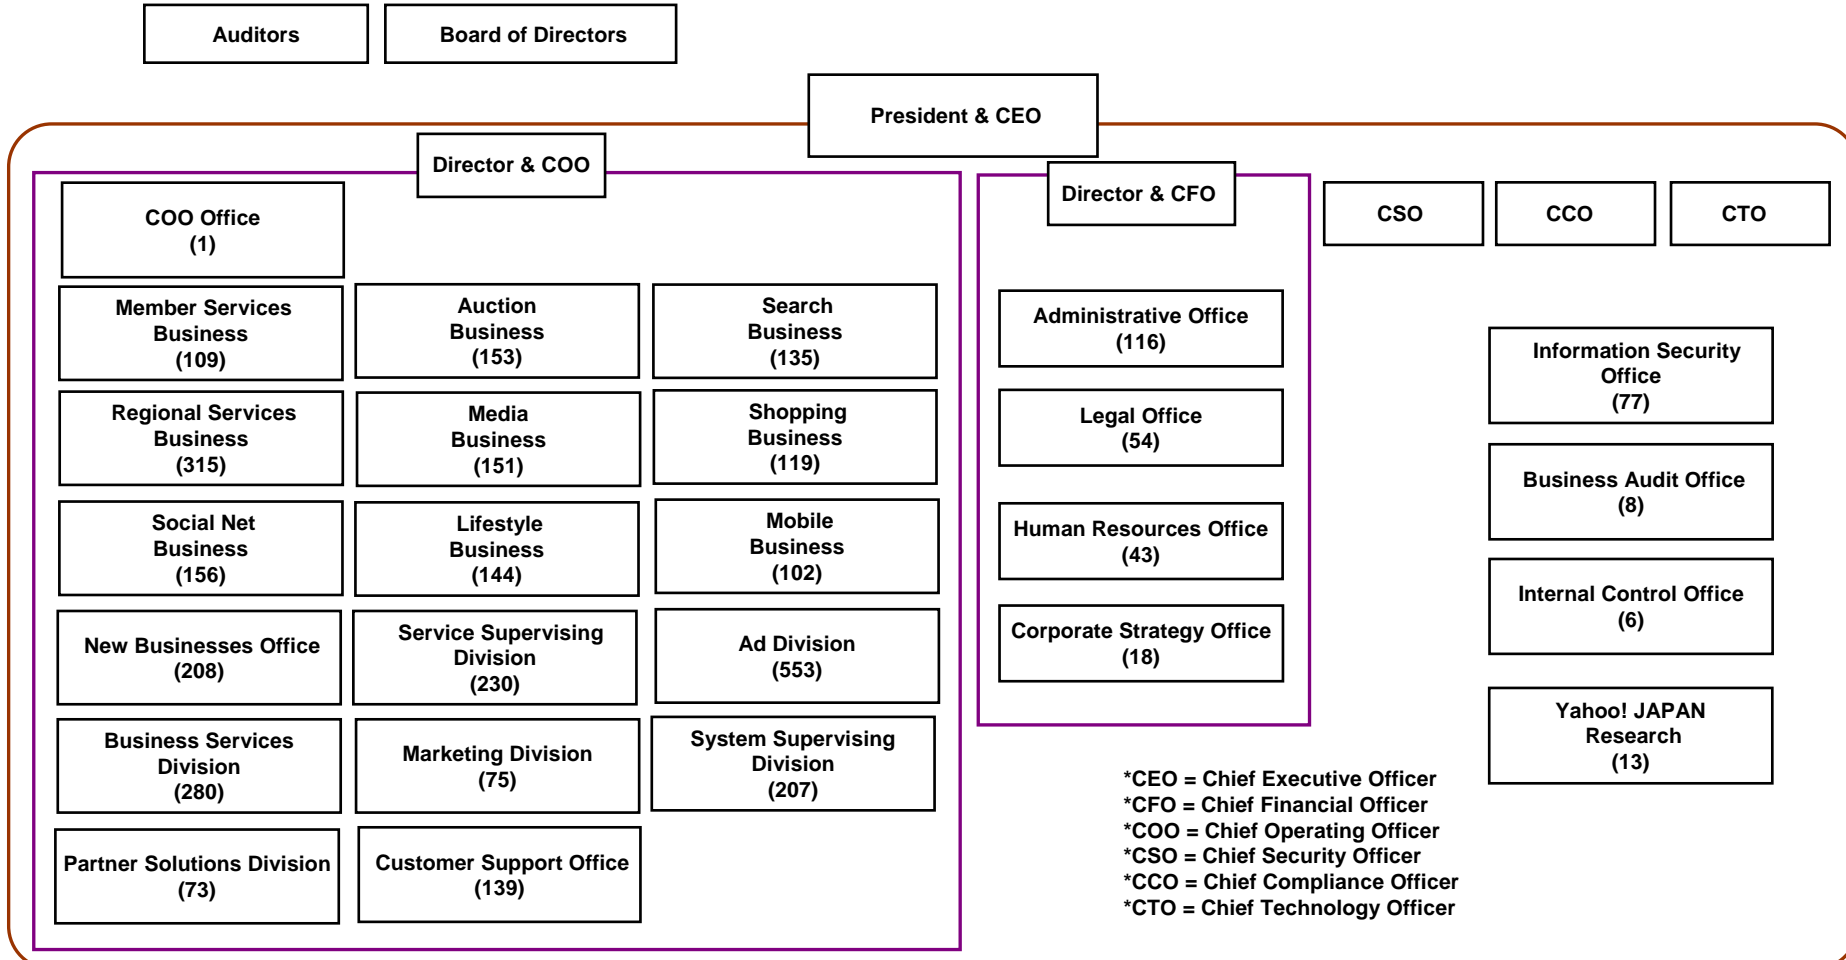 Auditors
Board of Directors
President & CEO
Director & COO
COO Office
(1)
Member Services
Business
(109)
Auction
Business
(153)
Search
Business
(135)
Regional Services
Business
(315)
Media
Business
(151)
Shopping
Business
(119)
Social Net
Business
(156)
Lifestyle
Business
(144)
Mobile
Business
(102)
New Businesses Office
(208)
Service Supervising
Division
(230)
Ad Division
(553)
Business Services
Division
(280)
Marketing Division
(75)
System Supervising
Division
(207)
Partner Solutions Division
(73)
Customer Support Office
(139)
Director & CFO
Administrative Office
(116)
Legal Office
(54)
Human Resources Office
(43)
Corporate Strategy Office
(18)
CSO
CCO
CTO
Information Security
Office
(77)
Business Audit Office
(8)
Internal Control Office
(6)
Yahoo! JAPAN
Research
(13)
*CEO = Chief Executive Officer
*CFO = Chief Financial Officer
*COO = Chief Operating Officer
*CSO = Chief Security Officer
*CCO = Chief Compliance Officer
*CTO = Chief Technology Officer